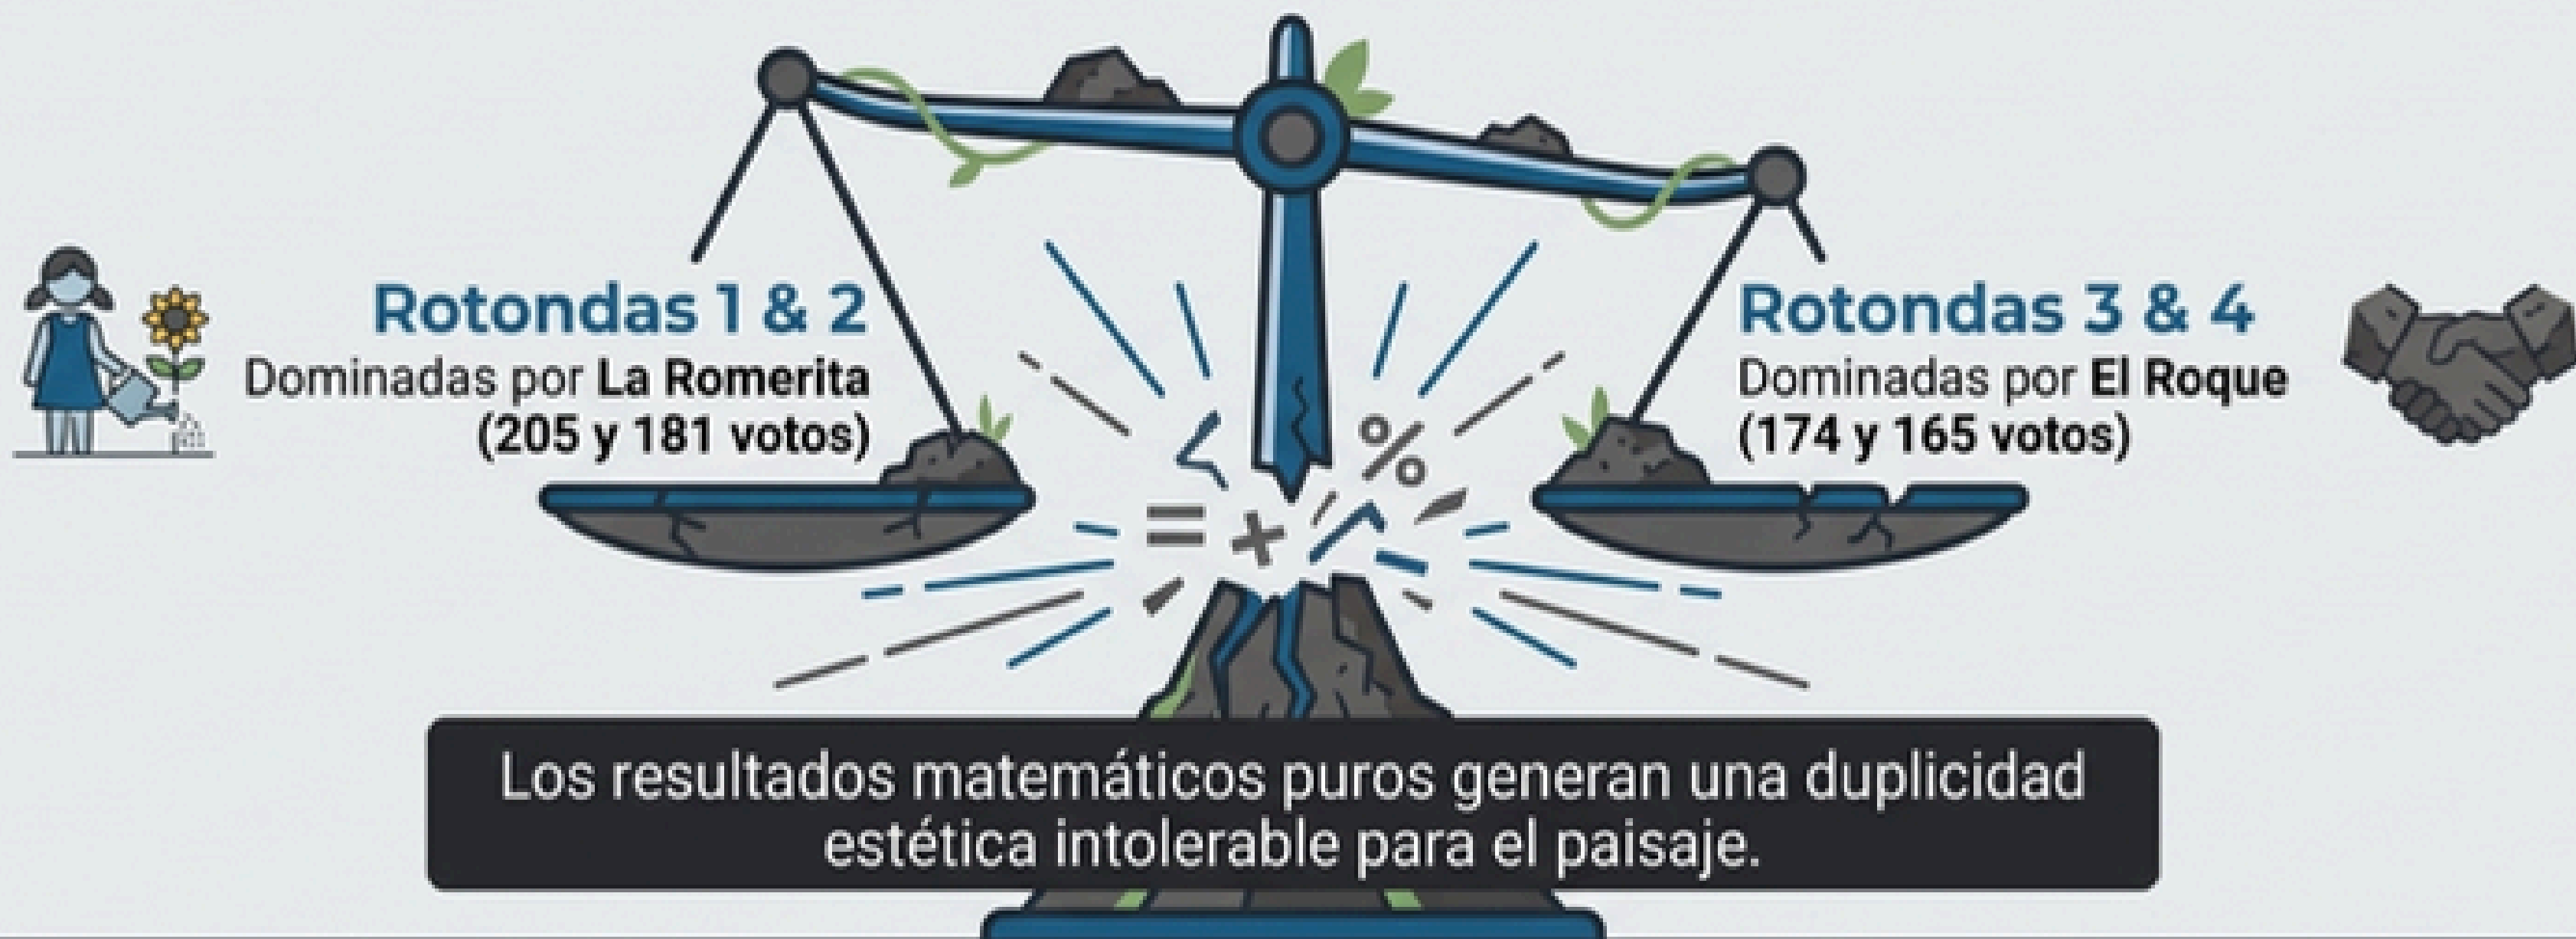 Rotondas 1 & 2
Dominadas por La Romerita
(205 y 181 votos)
Rotondas 3 & 4
Dominadas por El Roque
(174 y 165 votos)
= + %
Los resultados matemáticos puros generan una duplicidad
estética intolerable para el paisaje.